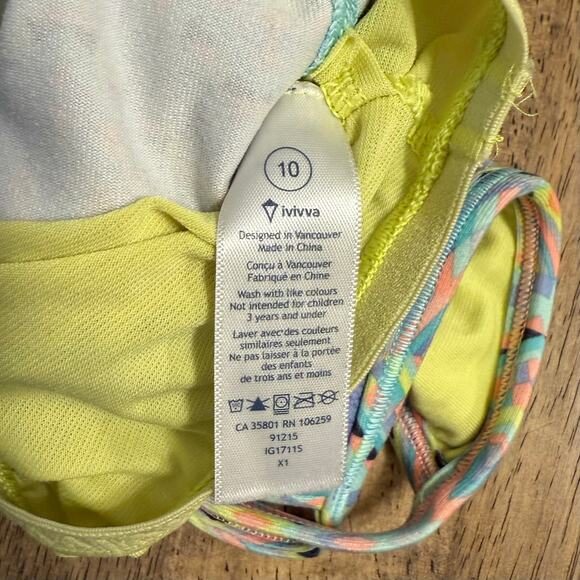 10
ivivva
Designed in Vancouver
Made in China
Conçu à Vancouver
Fabriqué en Chine
Wash with like colours
Not intended for children
3 years and under
Laver avec des couleurs
similaires seulement
Ne pas laisser à la portée
des enfants
de trois ans et moins
CA 35801 RN 106259
91215
IG1711S
X1